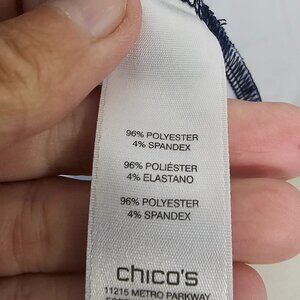 96% POLYESTER
4% SPANDEX
96% POLIÉSTER
4% ELASTANO
96% POLYESTER
4% SPANDEX
chico's
11215 METRO PARKWAY